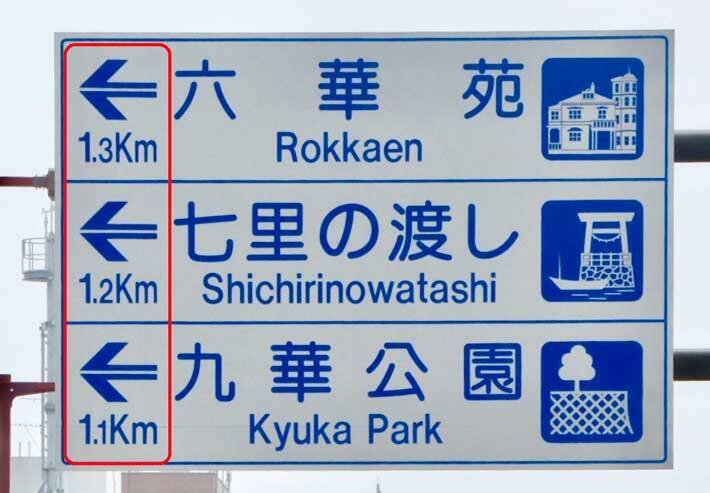 六華苑
1.3Km Rokkaen
七里の渡し
1.2Km Shichirinowatashi
九華公園
1.1Km Kyuka Park